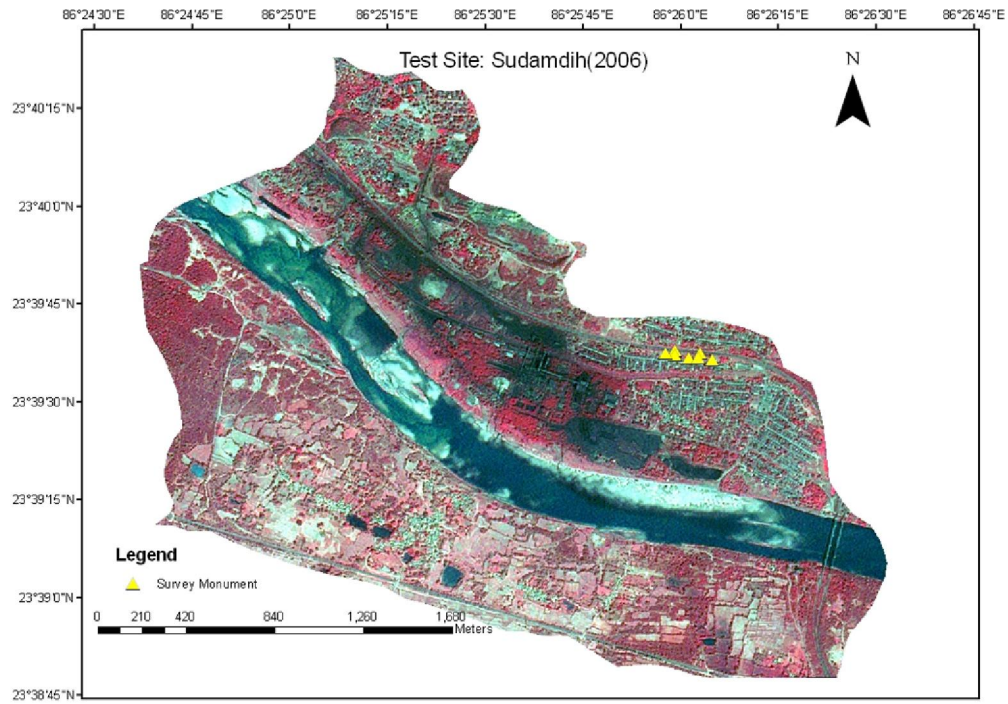 86°24'30"E 86°24'45"E 86°25'0"E 86°25'15"E 86°25'30"E 86°25'45"E 86°26'0"E 86°26'15"E 86°26'30"E 86°26'45"E
Test Site: Sudamdih(2006)
N
23°40'15"N
23°40'0"N
23°39'45"N
23°39'30"N
23°39'15"N
Legend
Survey Monument
23°39'0"N
0 210 420 840 1,260 1,680
Meters
23°38'45"N